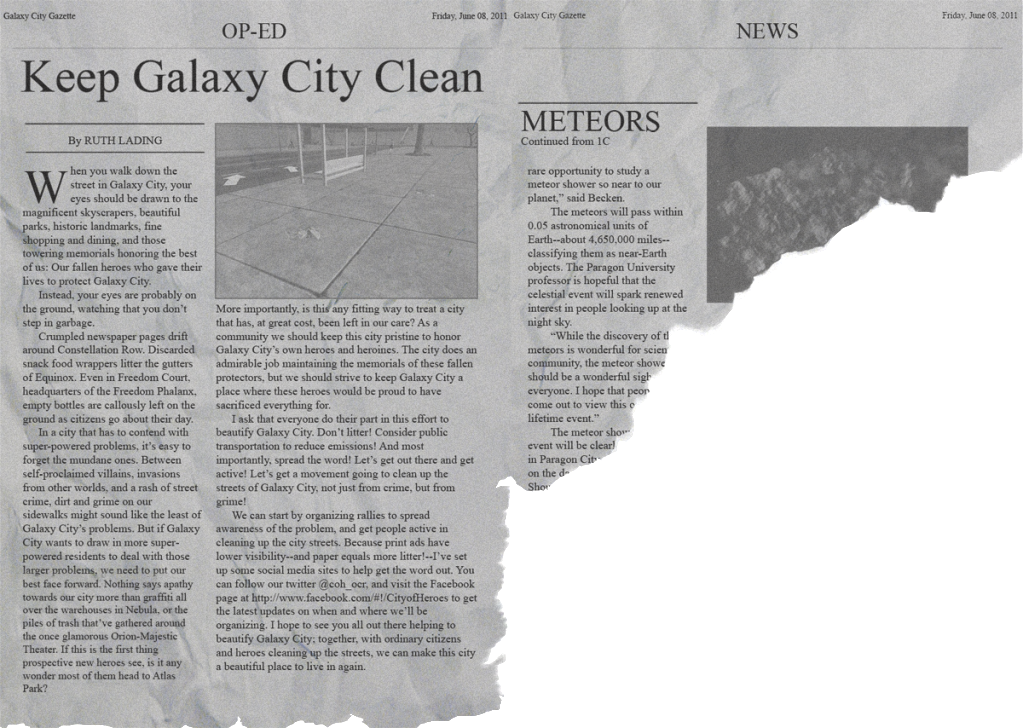 Galaxy City Gazette
Friday, June 08, 2011
OP-ED
Keep Galaxy City Clean
By RUTH LADING
When you walk down the
street in Galaxy City, your
eyes should be drawn to the
magnificent skyscrapers, beautiful
parks, historic landmarks, fine
shopping and dining, and those
towering memorials honoring the best
of us: Our fallen heroes who gave their
lives to protect Galaxy City.
Instead, your eyes are probably on
the ground, watching that you don’t
step in garbage.
Crumpled newspaper pages drift
around Constellation Row. Discarded
snack food wrappers litter the gutters
of Equinox. Even in Freedom Court,
headquarters of the Freedom Phalanx,
empty bottles are callously left on the
ground as citizens go about their day.
In a city that has to contend with
super-powered problems, it’s easy to
forget the mundane ones. Between
self-proclaimed villains, invasions
from other worlds, and a rash of street
crime, dirt and grime on our
sidewalks might sound like the least of
Galaxy City’s problems. But if Galaxy
City wants to draw in more super-
powered residents to deal with those
larger problems, we need to put our
best face forward. Nothing says apathy
towards our city more than graffiti all
over the warehouses in Nebula, or the
piles of trash that’ve gathered around
the once glamorous Orion-Majestic
Theater. If this is the first thing
prospective new heroes see, is it any
wonder most of them head to Atlas
Park?
More importantly, is this any fitting way to treat a city
that has, at great cost, been left in our care? As a
community we should keep this city pristine to honor
Galaxy City’s own heroes and heroines. The city does an
admirable job maintaining the memorials of these fallen
protectors, but we should strive to keep Galaxy City a
place where these heroes would be proud to have
sacrificed everything for.
I ask that everyone do their part in this effort to
beautify Galaxy City. Don’t litter! Consider public
transportation to reduce emissions! And most
importantly, spread the word! Let’s get out there and get
active! Let’s get a movement going to clean up the
streets of Galaxy City, not just from crime, but from
grime!
We can start by organizing rallies to spread
awareness of the problem, and get people active in
cleaning up the city streets. Because print ads have
lower visibility--and paper equals more litter!--I’ve set
up some social media sites to help get the word out. You
can follow our twitter @coh_ocr, and visit the Facebook
page at http://www.facebook.com/#!/CityofHeroes to get
the latest updates on when and where we’ll be
organizing. I hope to see you all out there helping to
beautify Galaxy City; together, with ordinary citizens
and heroes cleaning up the streets, we can make this city
a beautiful place to live in again.
Galaxy City Gazette
Friday, June 08, 2011
NEWS
METEORS
Continued from 1C
rare opportunity to study a
meteor shower so near to our
planet,” said Becken.
The meteors will pass within
0.05 astronomical units of
Earth--about 4,650,000 miles--
classifying them as near-Earth
objects. The Paragon University
professor is hopeful that the
celestial event will spark renewed
interest in people looking up at the
night sky.
“While the discovery of
meteors is wonderful for
community, the meteor
should be a wonderful
everyone. I hope that
come out to view this
lifetime event.”
The meteor
event will be
in Paragon
on the